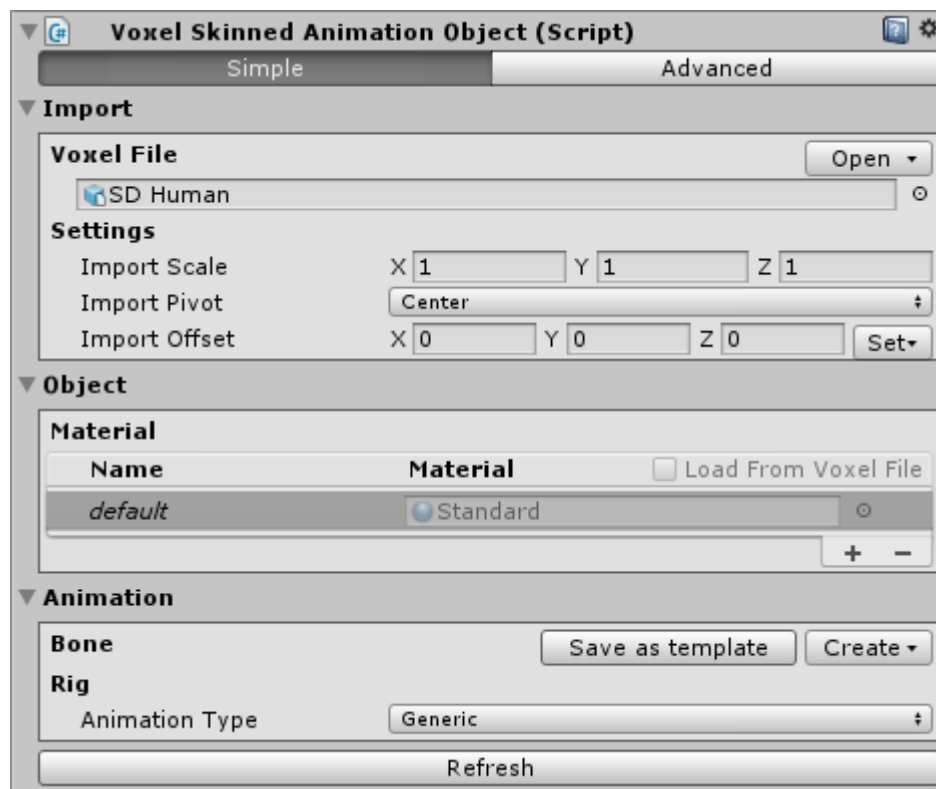 Voxel Skinned Animation Object (Script)
Simple Advanced
Import
Voxel File Open
SD Human
Settings
Import Scale X 1 Y 1 Z 1
Import Pivot Center
Import Offset X 0 Y 0 Z 0 Set
Object
Material
Name Material Load From Voxel File
default Standard
+ −
Animation
Bone Save as template Create
Rig
Animation Type Generic
Refresh